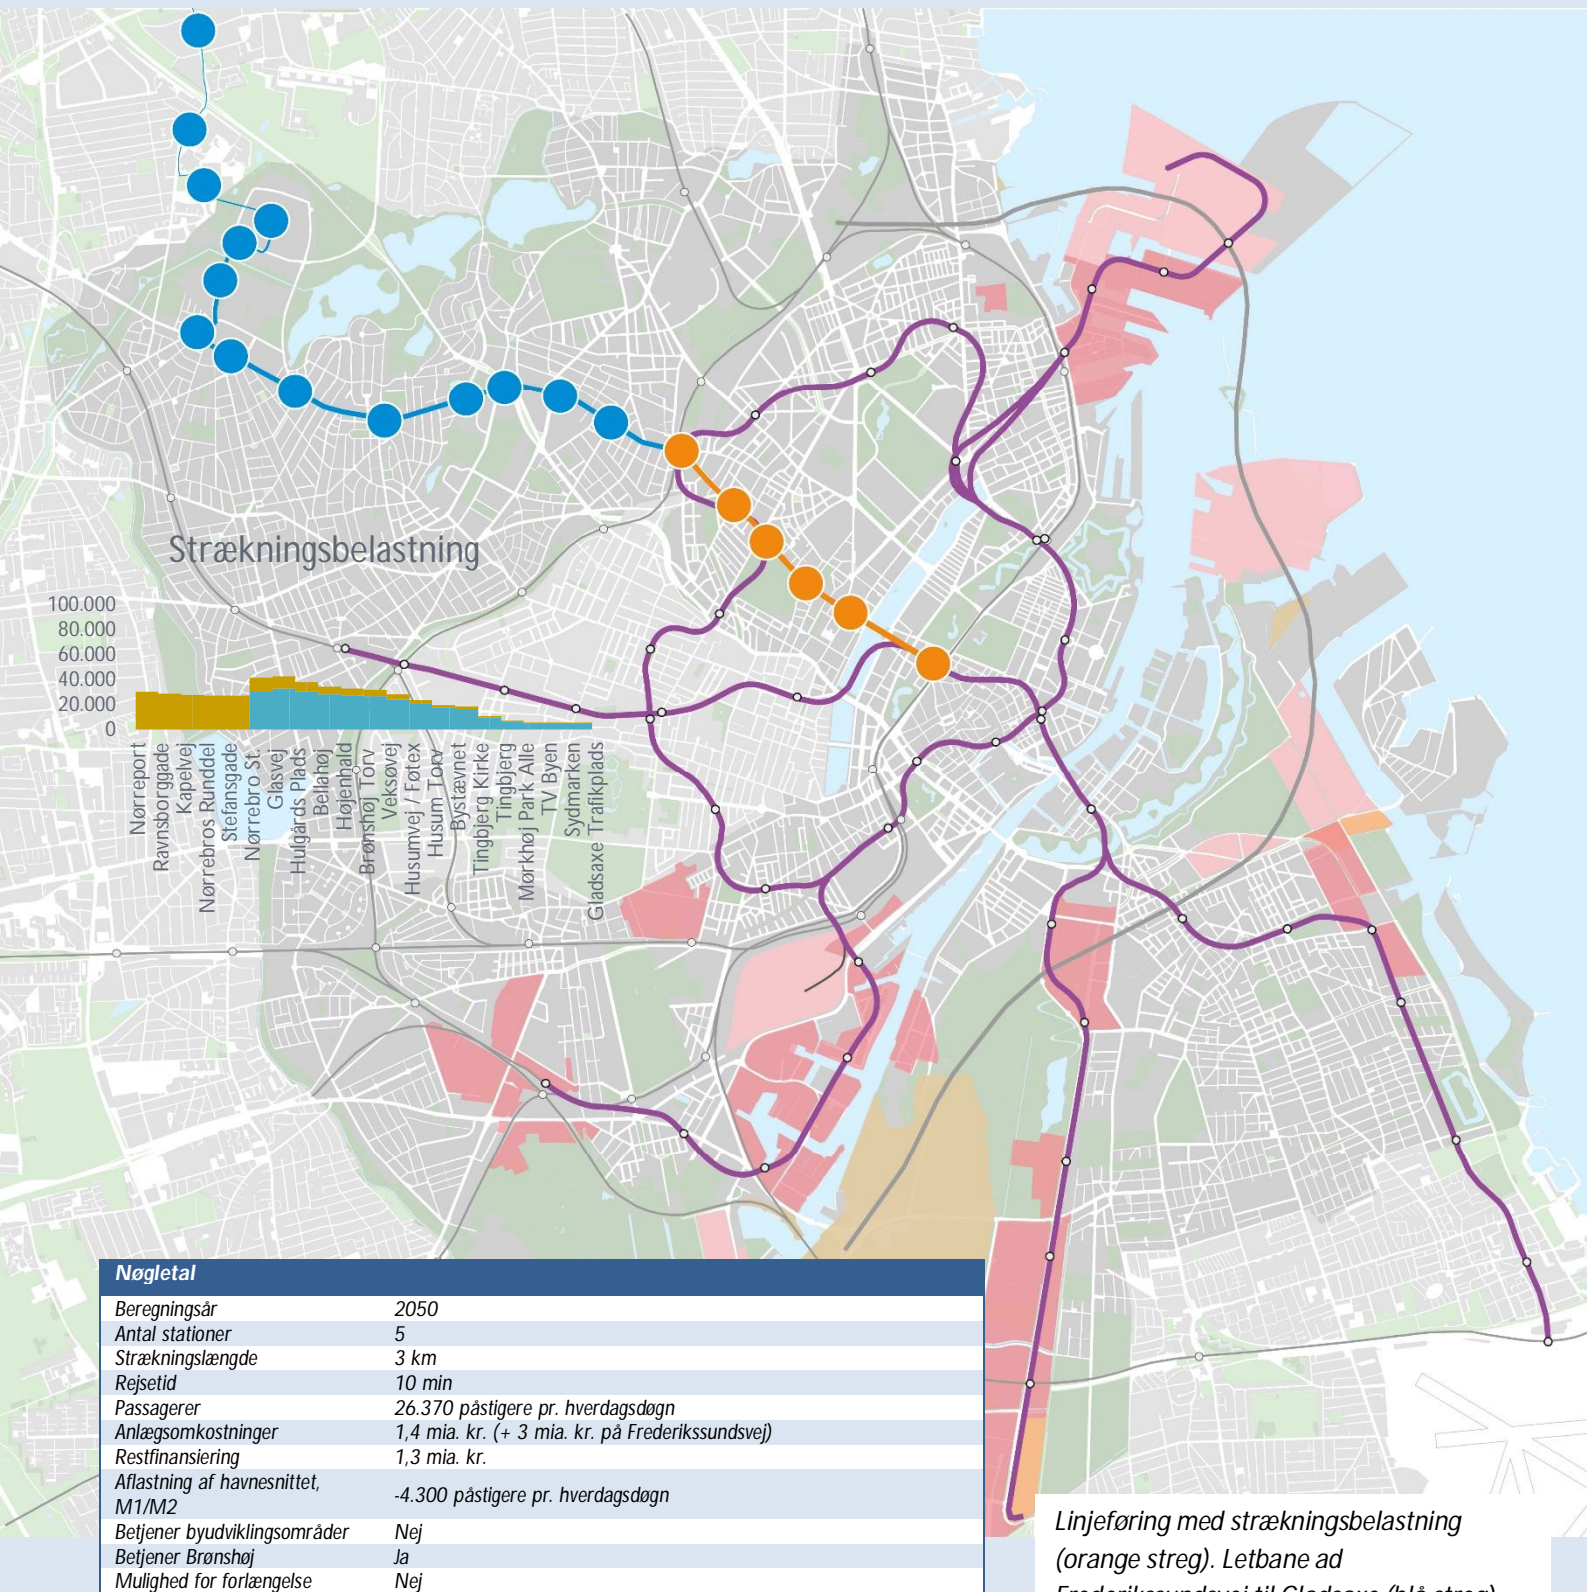 Strækningsbelastning
100.000
80.000
60.000
40.000
20.000
0
Nørreport
Ravnsborggade
Kapelvej
Nørrebros Runddel
Stefansgade
Nørrebro St.
Glasvej
Hulgårds Plads
Bellahøj
Højenhald
Brønshøj Torv
Veksøvej
Husumvej / Føtex
Husum Torv
Bystævnet
Tingbjerg Kirke
Tingbjerg
Mørkhøj Park Alle
TV Byen
Sydmarken
Gladsaxe Trafikplads
Nøgletal
Beregningsår 2050
Antal stationer 5
Strækningslængde 3 km
Rejsetid 10 min
Passagerer 26.370 påstigere pr. hverdagsdøgn
Anlægsomkostninger 1,4 mia. kr. (+ 3 mia. kr. på Frederikssundsvej)
Restfinansiering 1,3 mia. kr.
Aflastning af havnesnittet,
M1/M2 -4.300 påstigere pr. hverdagsdøgn
Betjener byudviklingsområder Nej
Betjener Brønshøj Ja
Mulighed for forlængelse Nej
Linjeføring med strækningsbelastning
(orange streg). Letbane ad
Frederikssundsvej til Gladsaxe (blå streg)